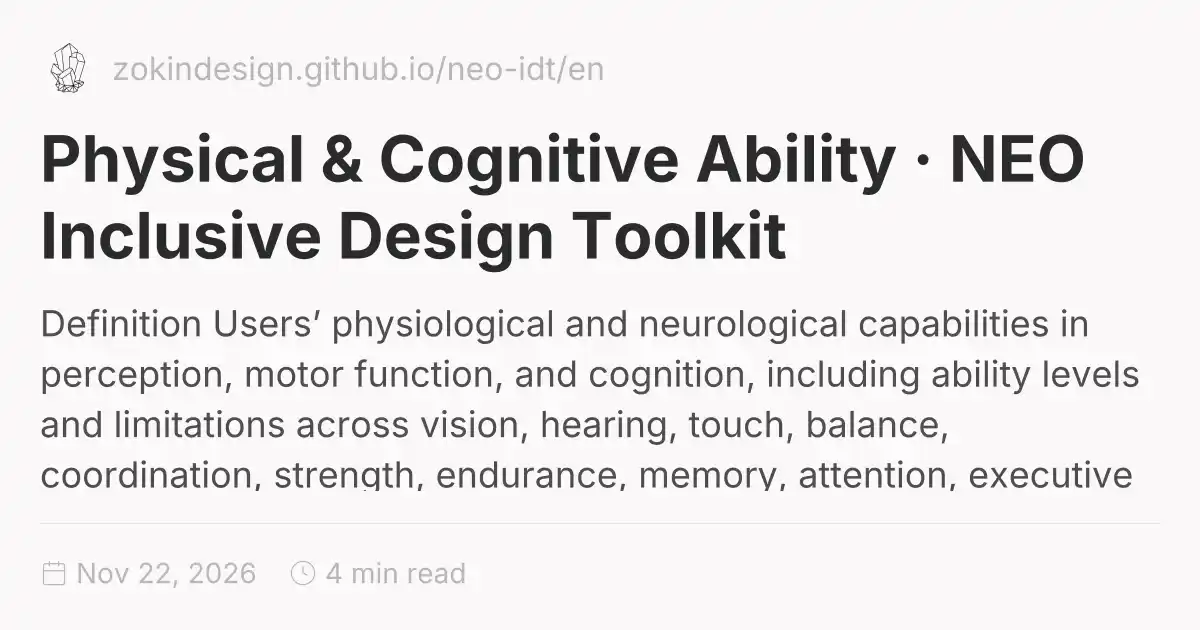 zokindesign.github.io/neo-idt/en
Physical & Cognitive Ability · NEO
Inclusive Design Toolkit
Definition Users’ physiological and neurological capabilities in
perception, motor function, and cognition, including ability levels
and limitations across vision, hearing, touch, balance,
coordination, strength, endurance, memory, attention, executive
Nov 22, 2026 4 min read